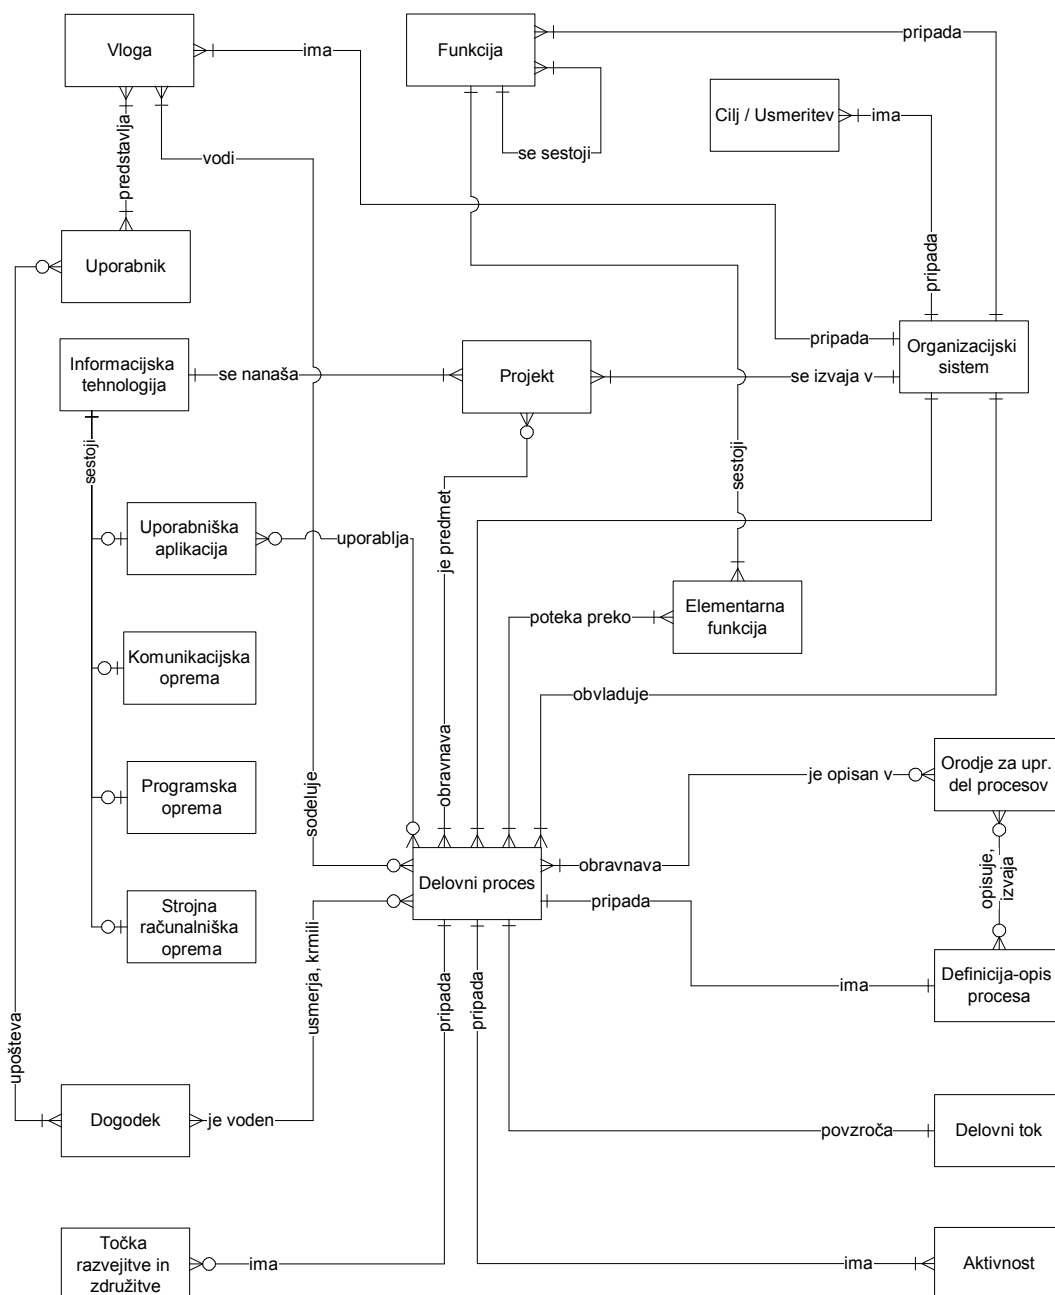 Vloga
ima
Funkcija
pripada
se sestoji
Cilj / Usmeritev
ima
vodi
predstavlja
Uporabnik
pripada
pripada
Organizacijski
sistem
Informacijska
tehnologija
se nanaša
Projekt
se izvaja v
sestoji
sestoji
je predmet
Uporabniška
aplikacija
uporablja
Elementarna
funkcija
poteka preko
Komunikacijska
oprema
obvladuje
Programska
oprema
sodeluje
obravnava
je opisan v
Orodje za upr.
del procesov
obravnava
Delovni proces
pripada
opisuje,
izvaja
Strojna
računalniška
oprema
usmerja, krmili
pripada
pripada
ima
Definicija-opis
procesa
upošteva
Dogodek
je voden
povzroča
Delovni tok
Točka
razvejitve in
združitve
ima
ima
Aktivnost